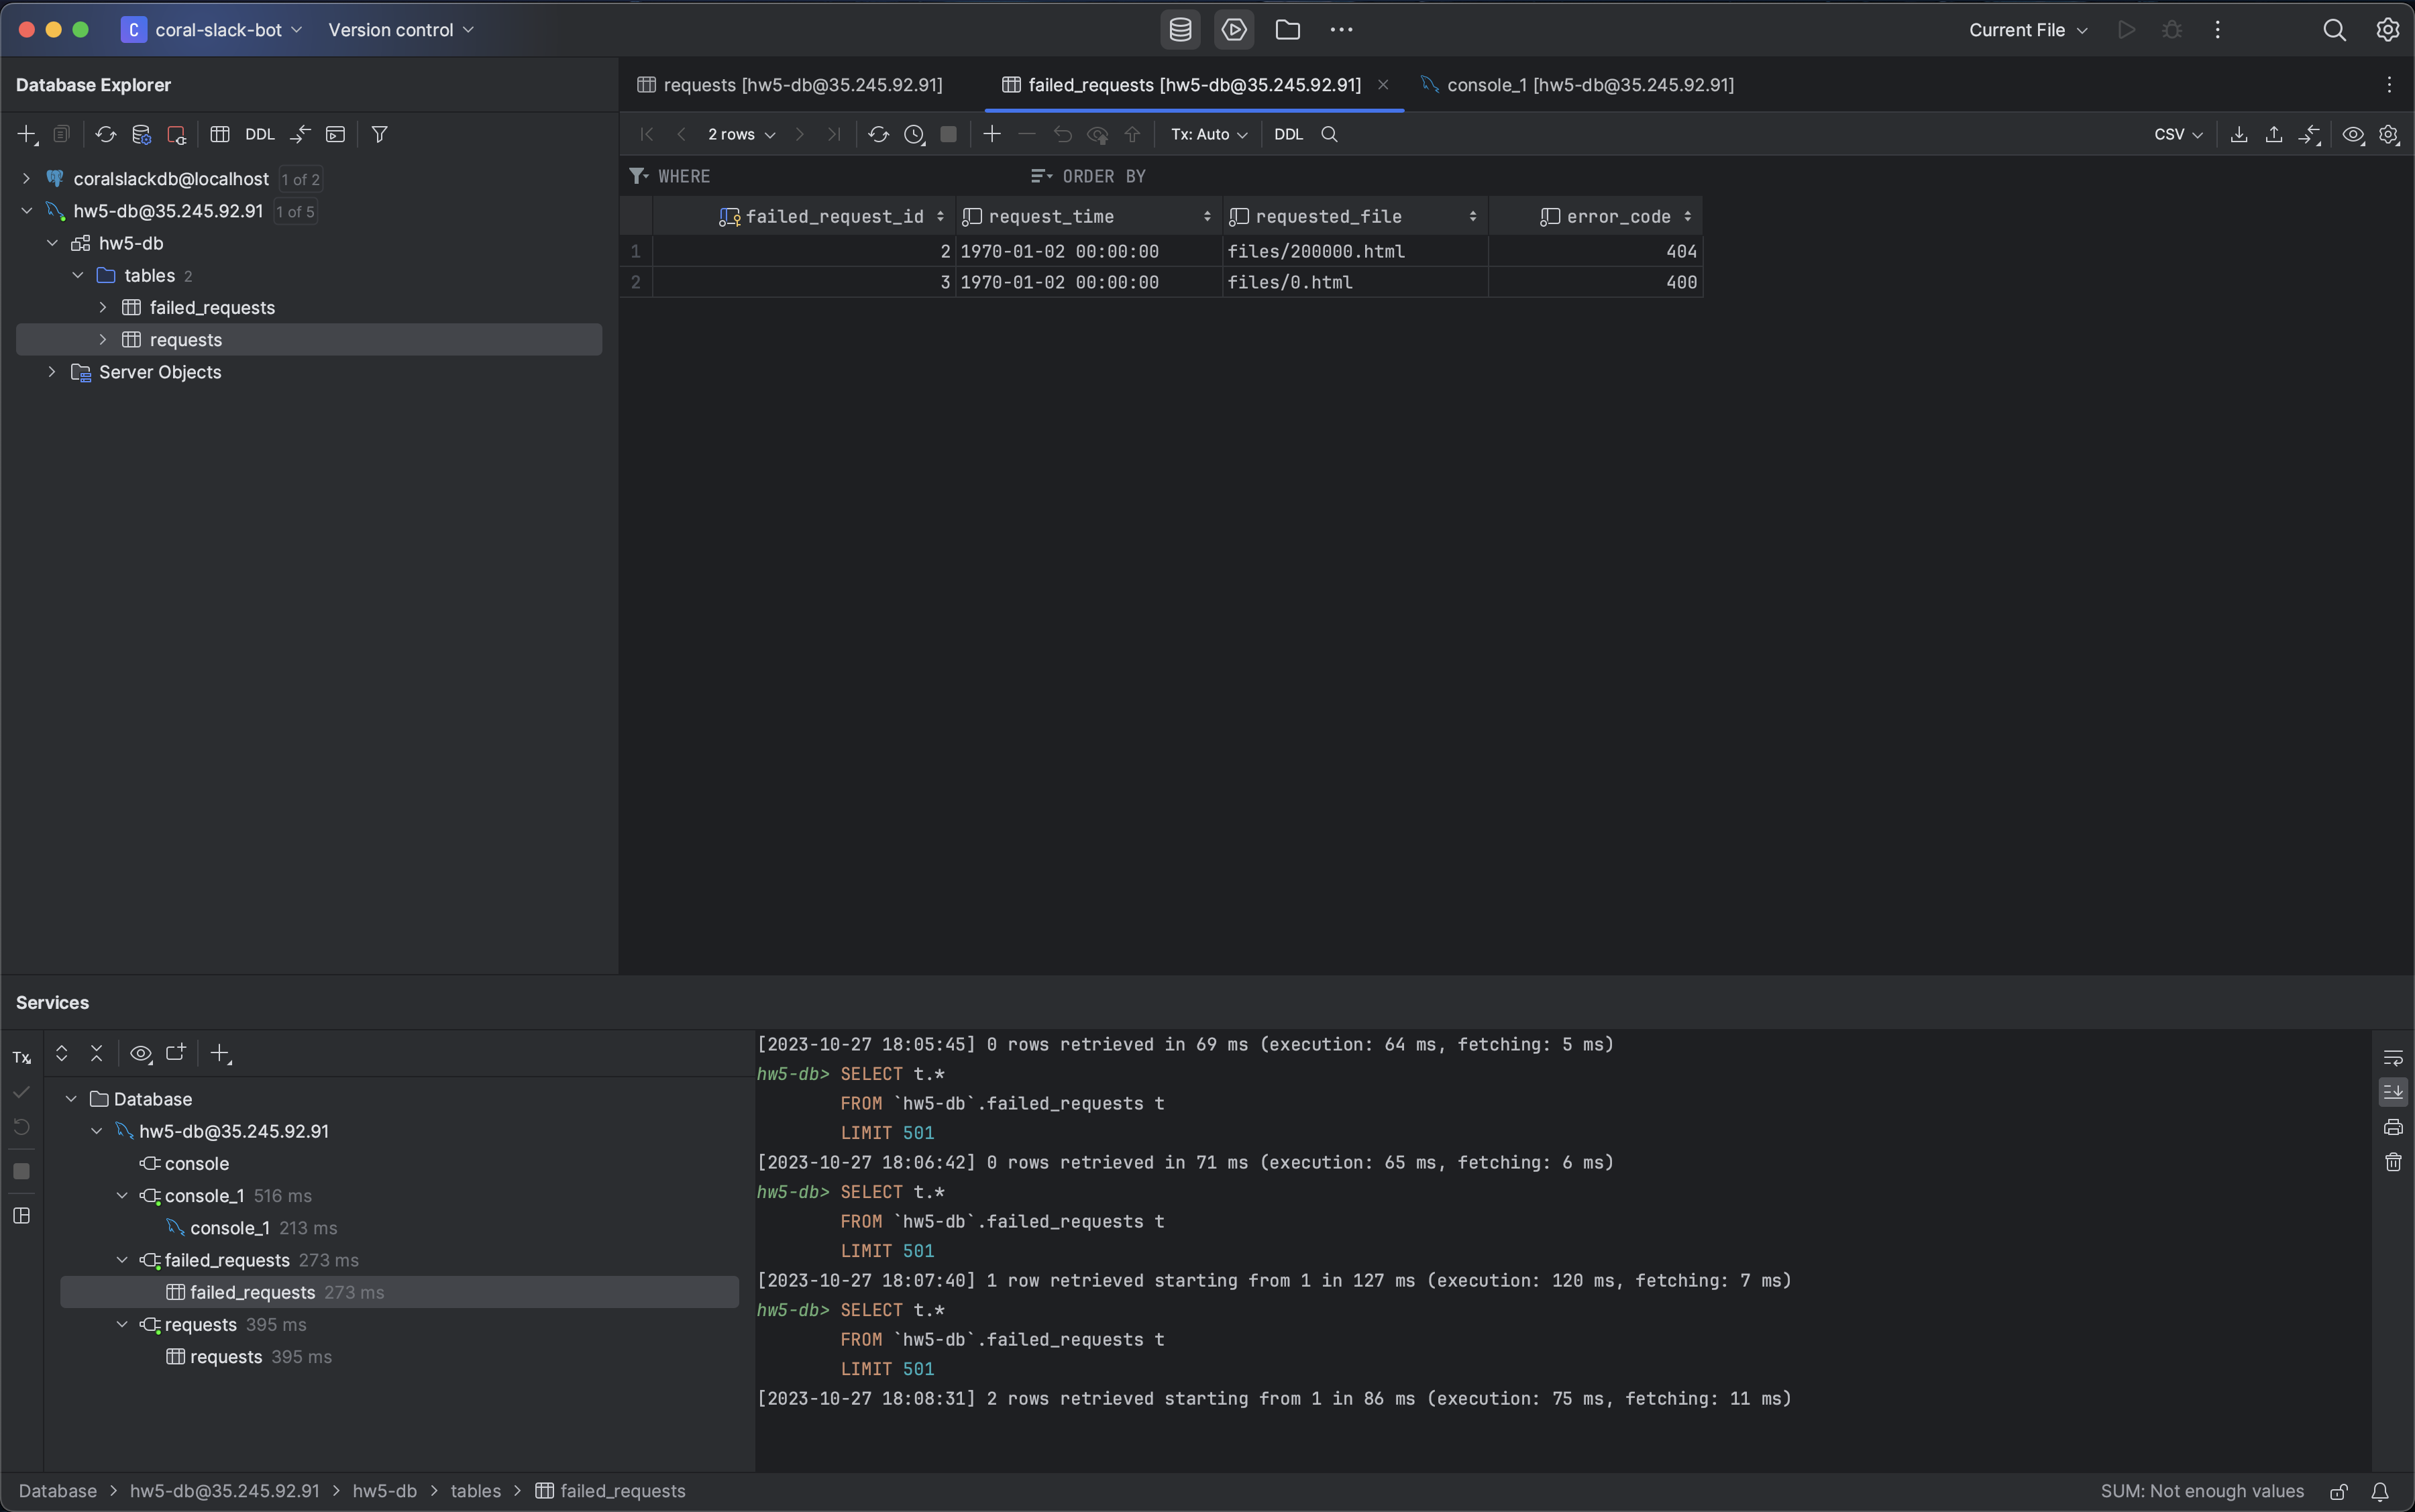 C coral-slack-bot Version control Current File
Database Explorer
requests [hw5-db@35.245.92.91] failed_requests [hw5-db@35.245.92.91] console_1 [hw5-db@35.245.92.91]
DDL
2 rows Tx: Auto DDL CSV
WHERE ORDER BY
coralslackdb@localhost 1 of 2
hw5-db@35.245.92.91 1 of 5
hw5-db
tables 2
failed_requests
requests
Server Objects
failed_request_id request_time requested_file error_code
1 2 1970-01-02 00:00:00 files/200000.html 404
2 3 1970-01-02 00:00:00 files/0.html 400
Services
Tx
Database
hw5-db@35.245.92.91
console
console_1 516 ms
console_1 213 ms
failed_requests 273 ms
failed_requests 273 ms
requests 395 ms
requests 395 ms
[2023-10-27 18:05:45] 0 rows retrieved in 69 ms (execution: 64 ms, fetching: 5 ms)
hw5-db> SELECT t.*
FROM `hw5-db`.failed_requests t
LIMIT 501
[2023-10-27 18:06:42] 0 rows retrieved in 71 ms (execution: 65 ms, fetching: 6 ms)
hw5-db> SELECT t.*
FROM `hw5-db`.failed_requests t
LIMIT 501
[2023-10-27 18:07:40] 1 row retrieved starting from 1 in 127 ms (execution: 120 ms, fetching: 7 ms)
hw5-db> SELECT t.*
FROM `hw5-db`.failed_requests t
LIMIT 501
[2023-10-27 18:08:31] 2 rows retrieved starting from 1 in 86 ms (execution: 75 ms, fetching: 11 ms)
Database > hw5-db@35.245.92.91 > hw5-db > tables > failed_requests SUM: Not enough values